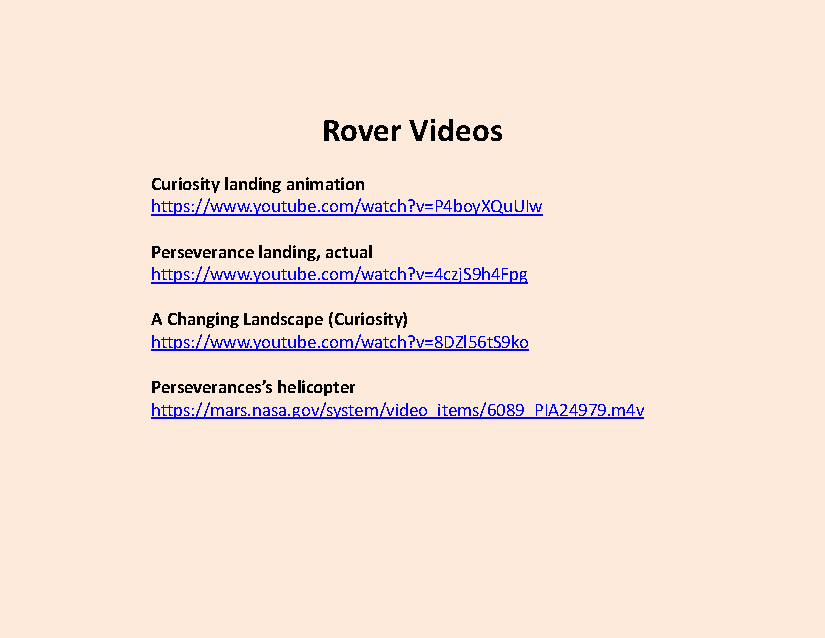 Rover Videos
Curiosity landing animation
https://www.youtube.com/watch?v=P4boyXQuUIw
Perseverance landing, actual
https://www.youtube.com/watch?v=4czjS9h4Fpg
A Changing Landscape (Curiosity)
https://www.youtube.com/watch?v=8DZl56tS9ko
Perseverances’s helicopter
https://mars.nasa.gov/system/video_items/6089_PIA24979.m4v